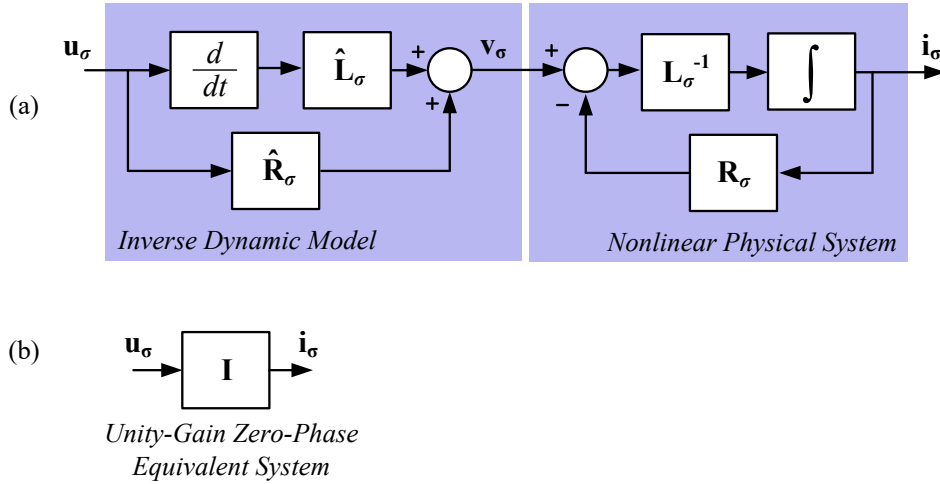 u_σ
d/dt
L̂_σ
+
+
v_σ
+
−
L_σ⁻¹
∫
i_σ
(a)
R̂_σ
R_σ
Inverse Dynamic Model
Nonlinear Physical System
(b)
u_σ
I
i_σ
Unity-Gain Zero-Phase
Equivalent System